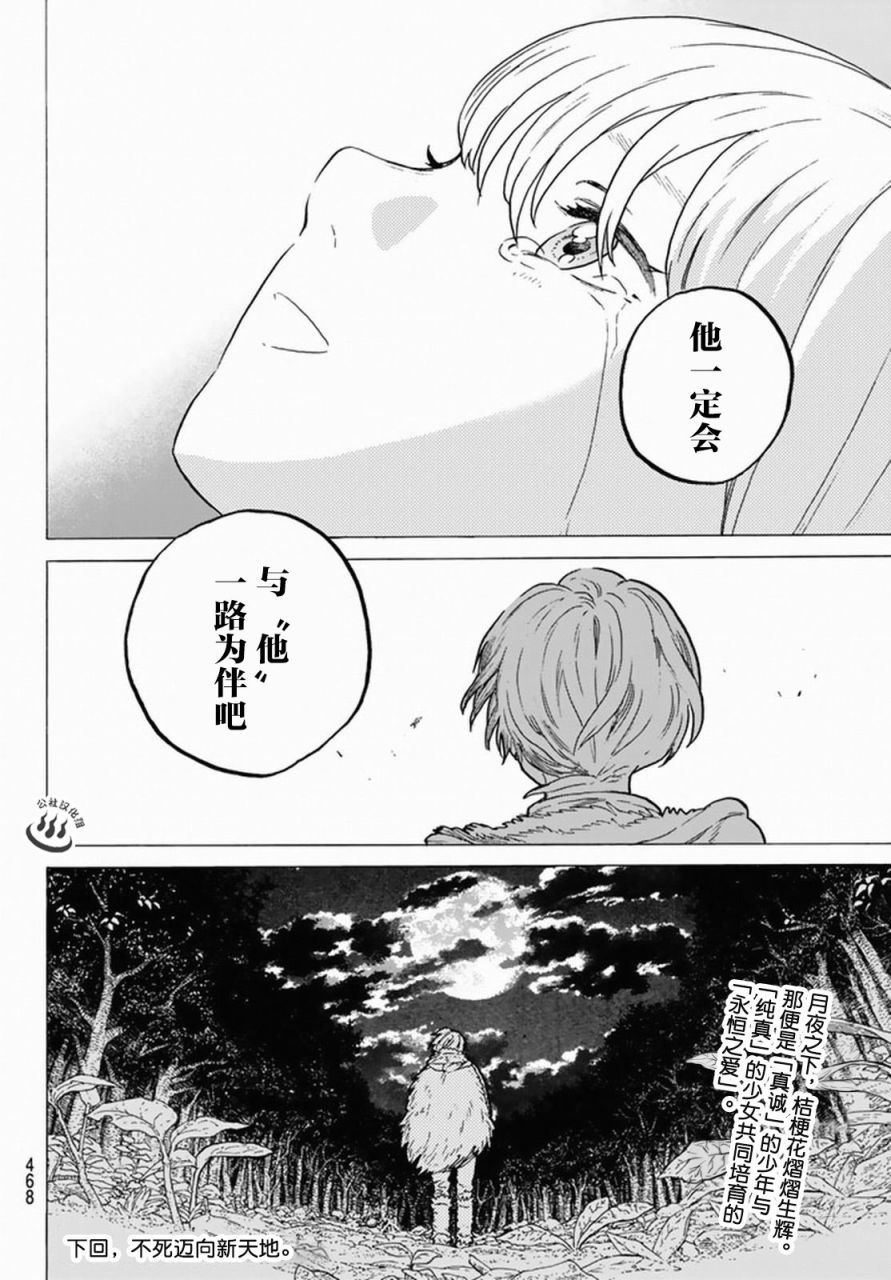 他一定会
与〝他〟
一路为伴吧
公社汉化组
月夜之下，桔梗花熠熠生辉。
那便是「真诚」的少年与
「纯真」的少女共同培育的
「永恒之爱」。
468
下回，不死迈向新天地。